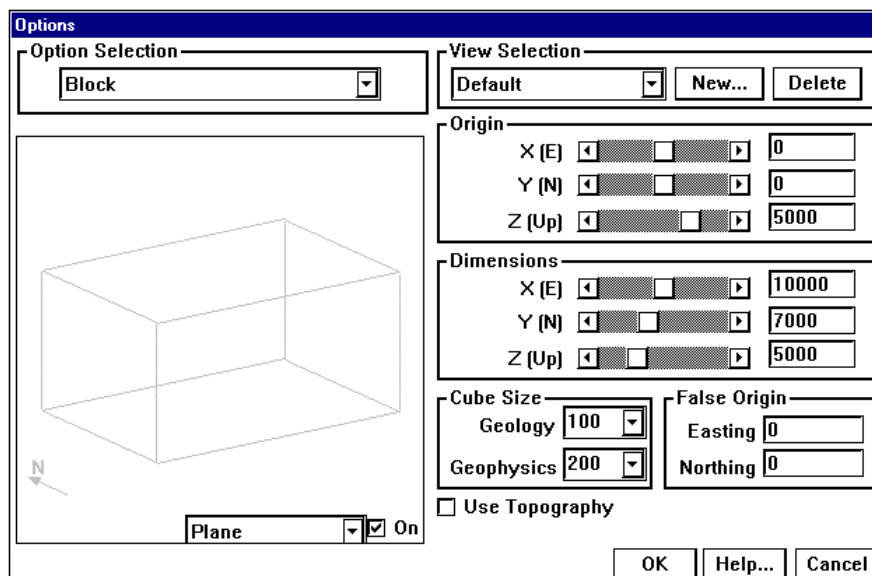 Options
Option Selection
Block
View Selection
Default New... Delete
Origin
X (E) 0
Y (N) 0
Z (Up) 5000
Dimensions
X (E) 10000
Y (N) 7000
Z (Up) 5000
Cube Size
Geology 100
Geophysics 200
False Origin
Easting 0
Northing 0
Use Topography
N
Plane On
OK Help... Cancel